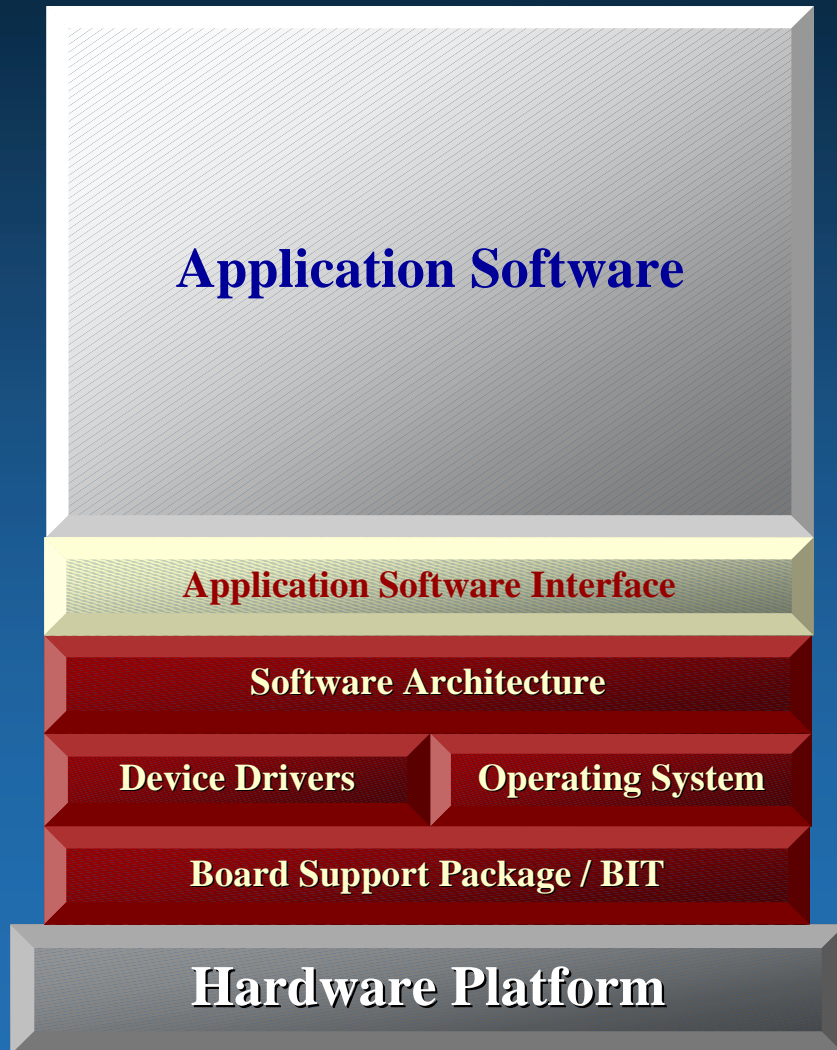 Application Software
Application Software Interface
Software Architecture
Device Drivers
Operating System
Board Support Package / BIT
Hardware Platform